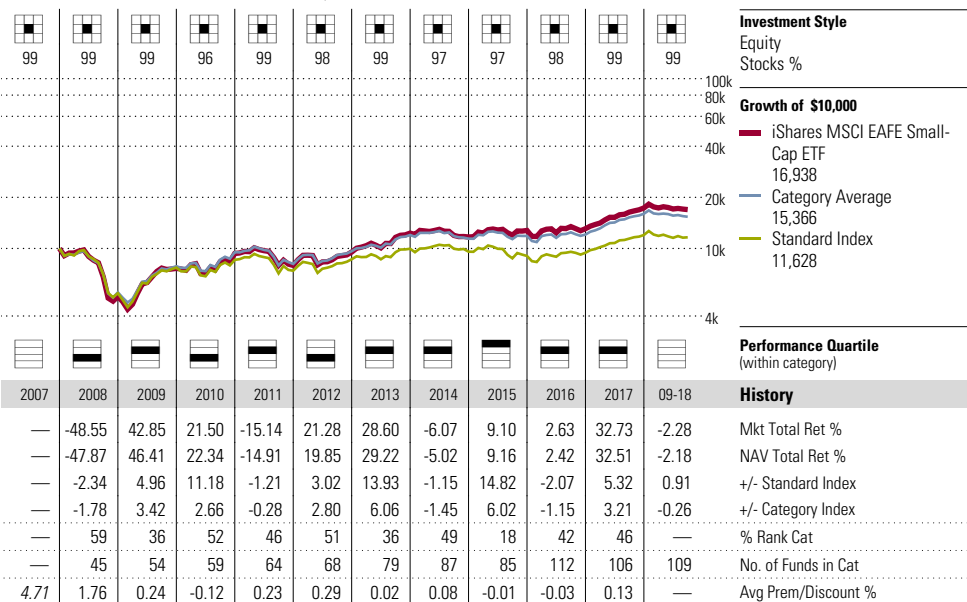 99 99 99 96 99 98 99 97 97 98 99 99
Investment Style
Equity
Stocks %
100k
80k
60k
40k
20k
10k
4k
Growth of $10,000
iShares MSCI EAFE Small-
Cap ETF
16,938
Category Average
15,366
Standard Index
11,628
Performance Quartile
(within category)
2007 2008 2009 2010 2011 2012 2013 2014 2015 2016 2017 09-18 History
— -48.55 42.85 21.50 -15.14 21.28 28.60 -6.07 9.10 2.63 32.73 -2.28 Mkt Total Ret %
— -47.87 46.41 22.34 -14.91 19.85 29.22 -5.02 9.16 2.42 32.51 -2.18 NAV Total Ret %
— -2.34 4.96 11.18 -1.21 3.02 13.93 -1.15 14.82 -2.07 5.32 0.91 +/- Standard Index
— -1.78 3.42 2.66 -0.28 2.80 6.06 -1.45 6.02 -1.15 3.21 -0.26 +/- Category Index
— 59 36 52 46 51 36 49 18 42 46 — % Rank Cat
— 45 54 59 64 68 79 87 85 112 106 109 No. of Funds in Cat
4.71 1.76 0.24 -0.12 0.23 0.29 0.02 0.08 -0.01 -0.03 0.13 — Avg Prem/Discount %